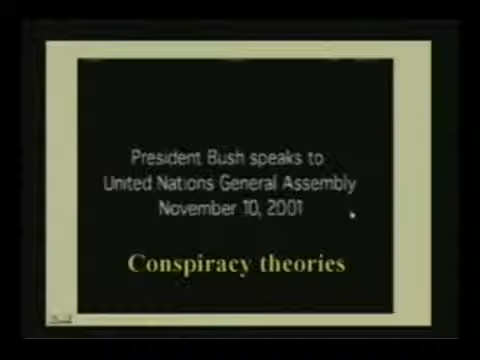 President Bush speaks to
United Nations General Assembly
November 10, 2001
Conspiracy theories